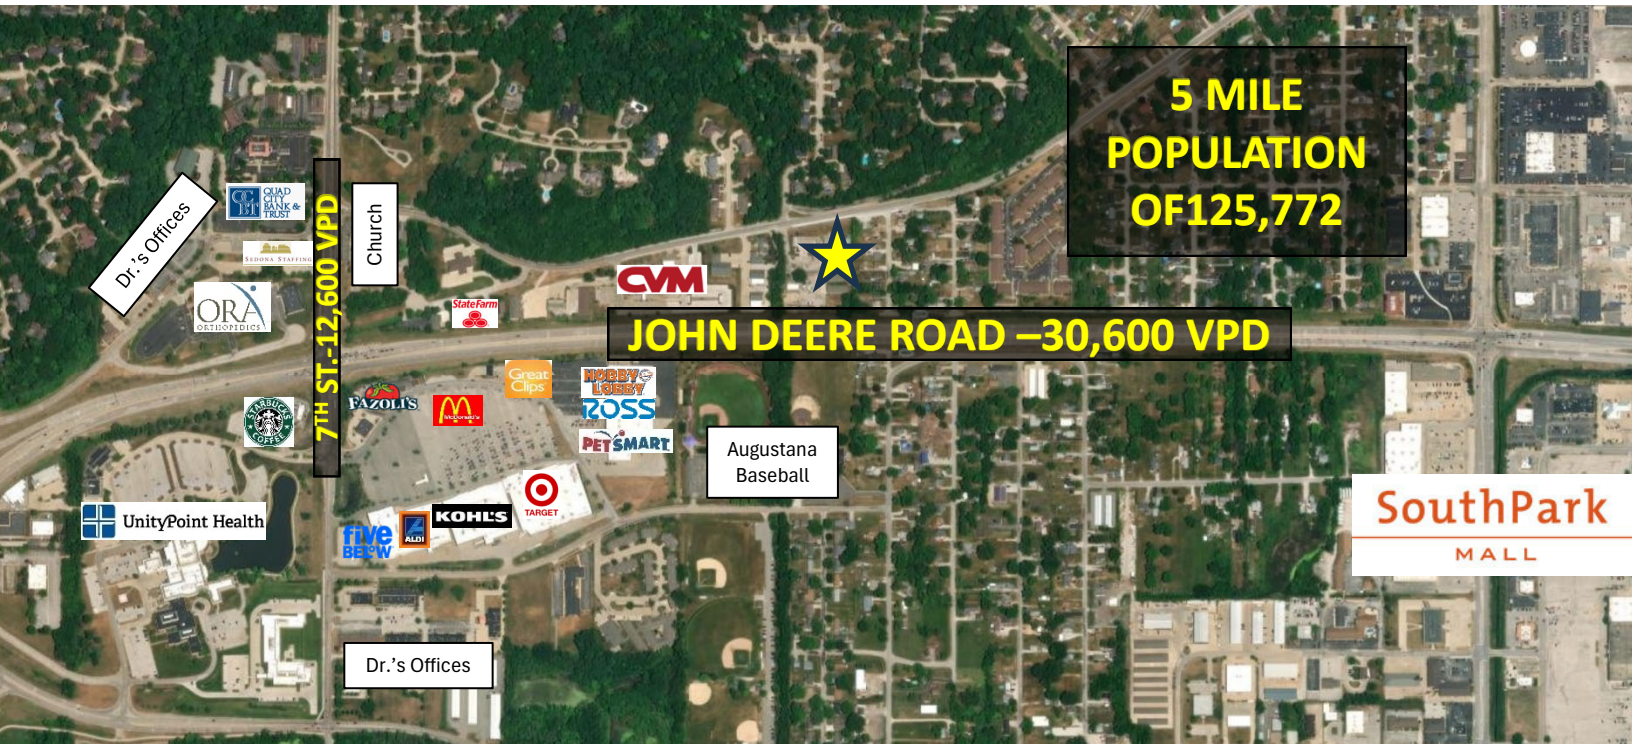 5 MILE
POPULATION
OF125,772
Dr.'s Offices
QUAD
CITY
BANK &
TRUST
SEDONA STAFFING
ORA
ORTHOPEDICS
7TH ST.-12,600 VPD
Church
CVM
StateFarm
JOHN DEERE ROAD –30,600 VPD
Great
Clips
HOBBY
LOBBY
ROSS
PETSMART
FAZOLI'S
McDonald's
STARBUCKS
COFFEE
Augustana
Baseball
UnityPoint Health
five
BEL°W
ALDI
KOHL'S
TARGET
SouthPark
MALL
Dr.'s Offices